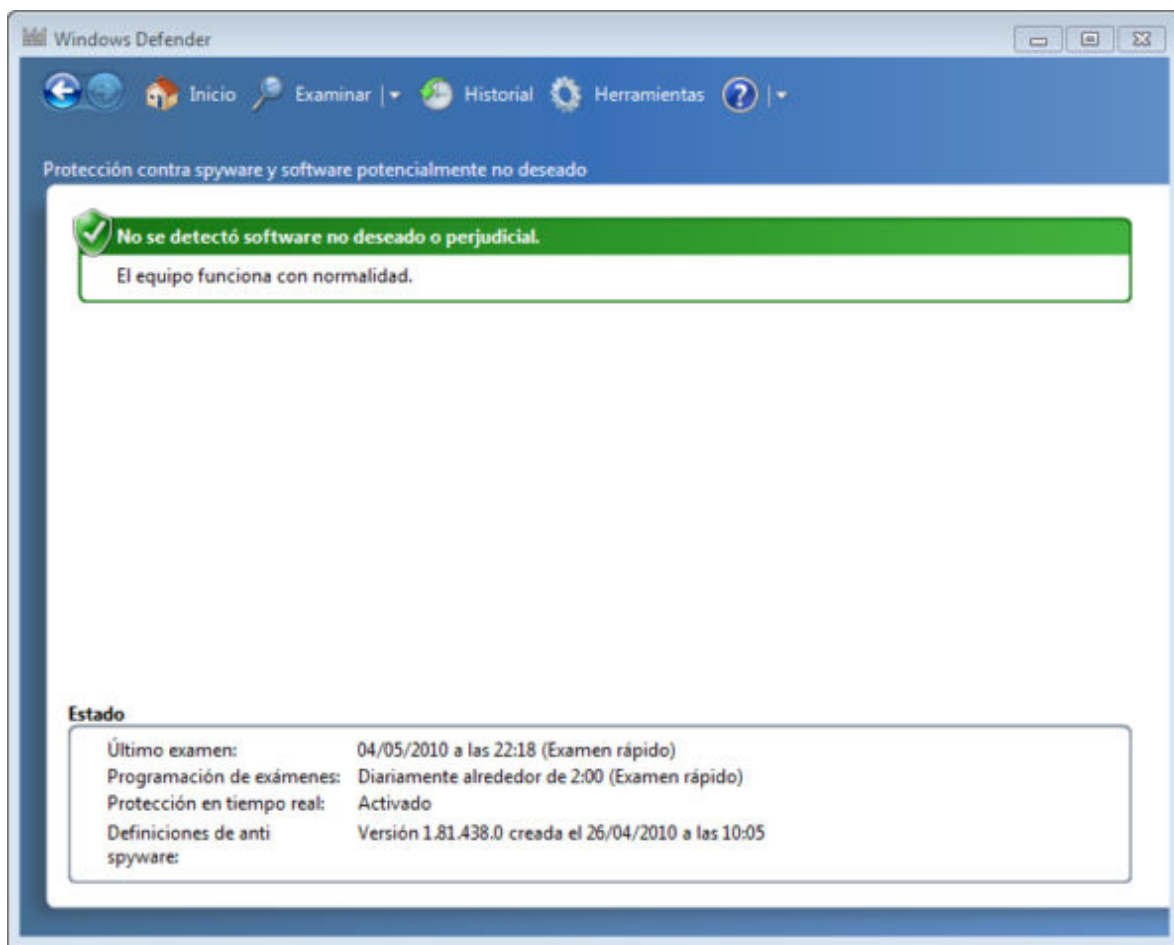 Windows Defender
Inicio Examinar Historial Herramientas ?
Protección contra spyware y software potencialmente no deseado
No se detectó software no deseado o perjudicial.
El equipo funciona con normalidad.
Estado
Último examen: 04/05/2010 a las 22:18 (Examen rápido)
Programación de exámenes: Diariamente alrededor de 2:00 (Examen rápido)
Protección en tiempo real: Activado
Definiciones de anti Versión 1.81.438.0 creada el 26/04/2010 a las 10:05
spyware: